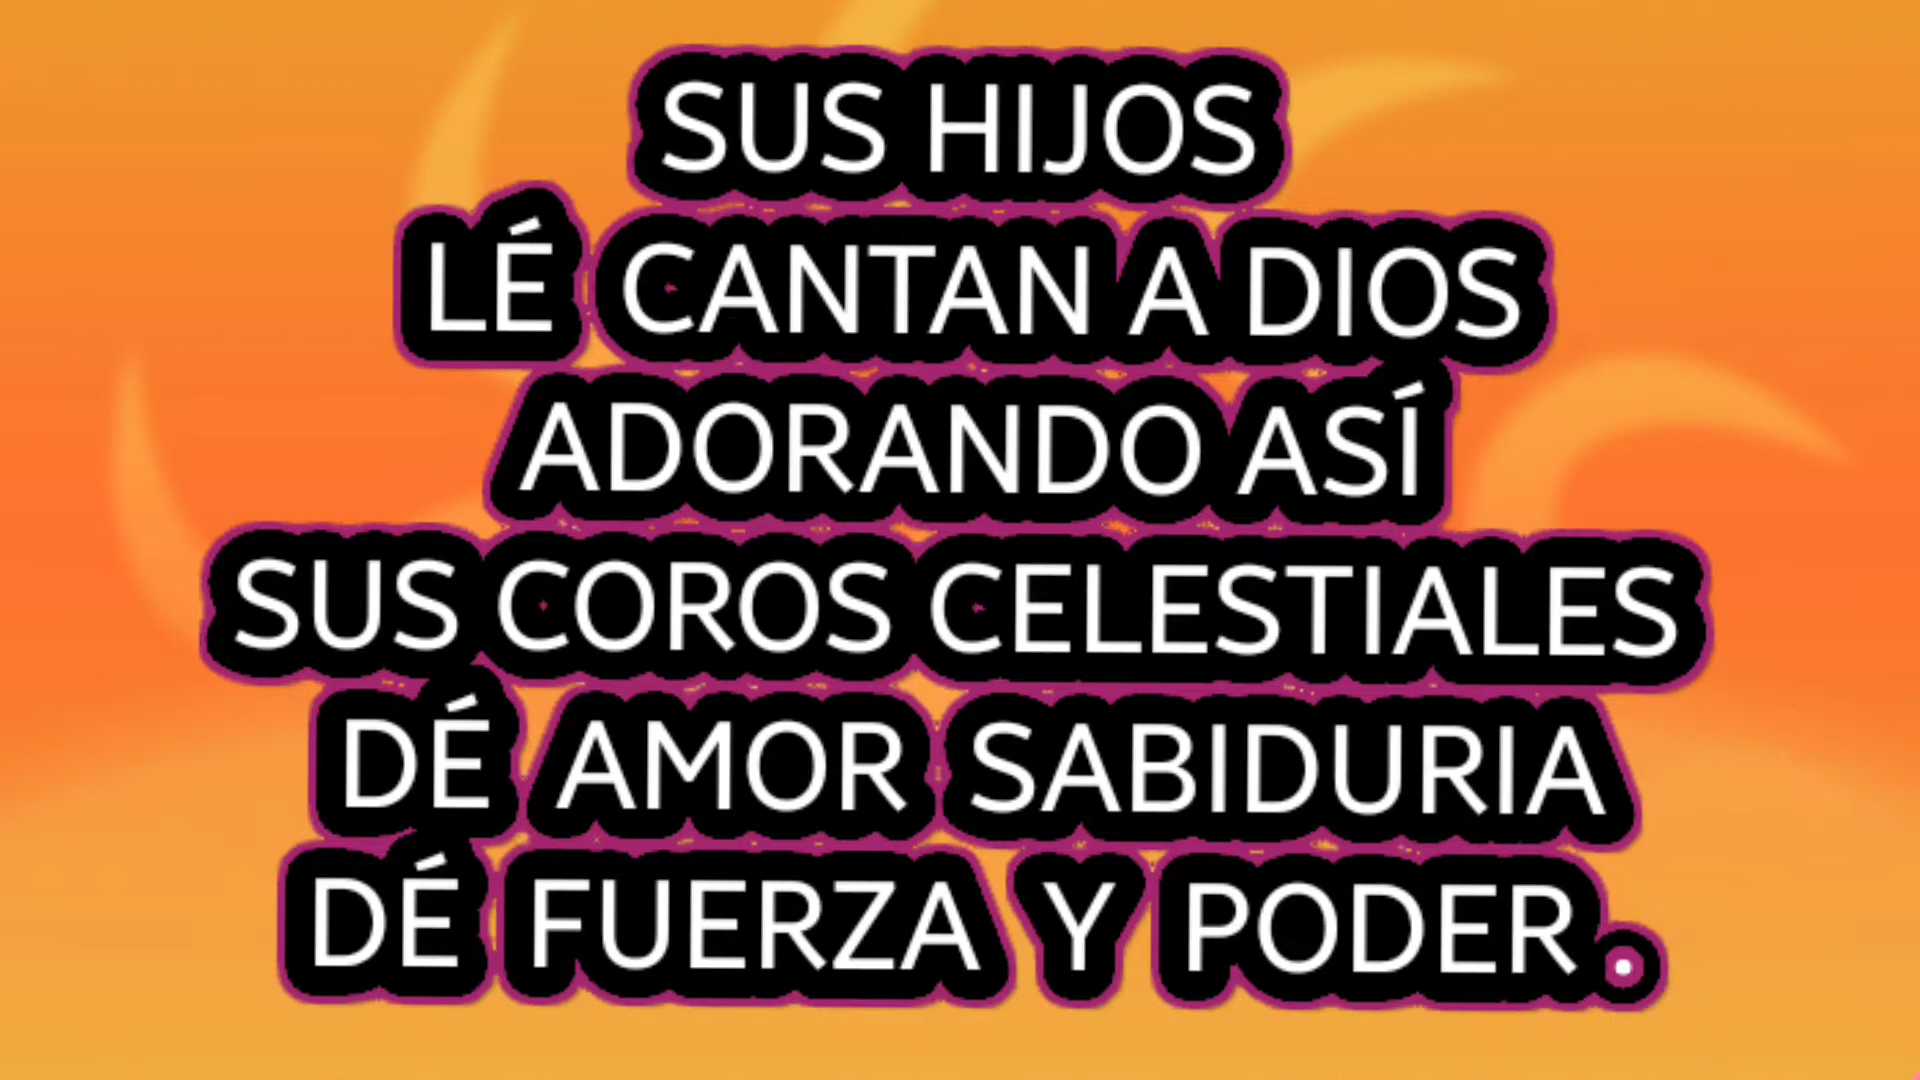 SUS HIJOS
LÉ CANTAN A DIOS
ADORANDO ASÍ
SUS COROS CELESTIALES
DÉ AMOR SABIDURIA
DÉ FUERZA Y PODER.